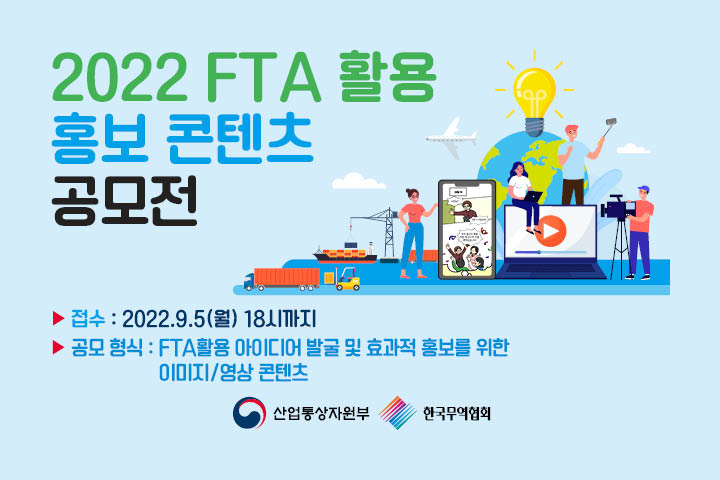 2022 FTA 활용
홍보 콘텐츠
공모전
▶ 접수 : 2022.9.5(월) 18시까지
▶ 공모 형식 : FTA활용 아이디어 발굴 및 효과적 홍보를 위한
이미지/영상 콘텐츠
산업통상자원부 한국무역협회